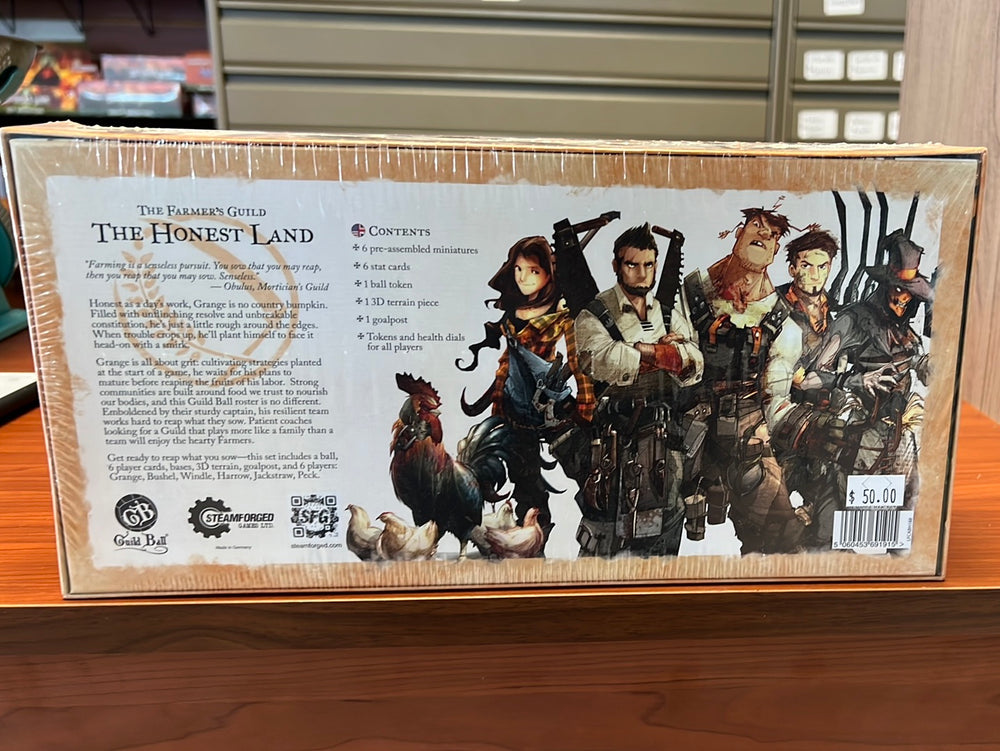 The Farmer's Guild
The Honest Land
"Farming is a senseless pursuit. You sow that you may reap,
then you reap that you may sow. Senseless."
— Obulus, Mortician's Guild
Honest as a day's work, Grange is no country bumpkin.
Filled with unflinching resolve and unbreakable
constitution, he's just a little rough around the edges.
When trouble crops up, he'll plant himself to face it
head-on with a smirk.
Grange is all about grit: cultivating strategies planted
at the start of a game, he waits for his plans to
mature before reaping the fruits of his labor. Strong
communities are built around food we trust to nourish
our bodies, and this Guild Ball roster is no different.
Emboldened by their sturdy captain, his resilient team
works hard to reap what they sow. Patient coaches
looking for a Guild that plays more like a family than a
team will enjoy the hearty Farmers.
Get ready to reap what you sow—this set includes a ball,
6 player cards, bases, 3D terrain, goalpost, and 6 players:
Grange, Bushel, Windle, Harrow, Jackstraw, Peck.
GB
Guild Ball
STEAMFORGED
GAMES LTD.
Made in Germany
SFG
steamforged.com
Contents
6 pre-assembled miniatures
6 stat cards
1 ball token
1 3D terrain piece
1 goalpost
Tokens and health dials
for all players
$ 50.00
5 060453 691915 >